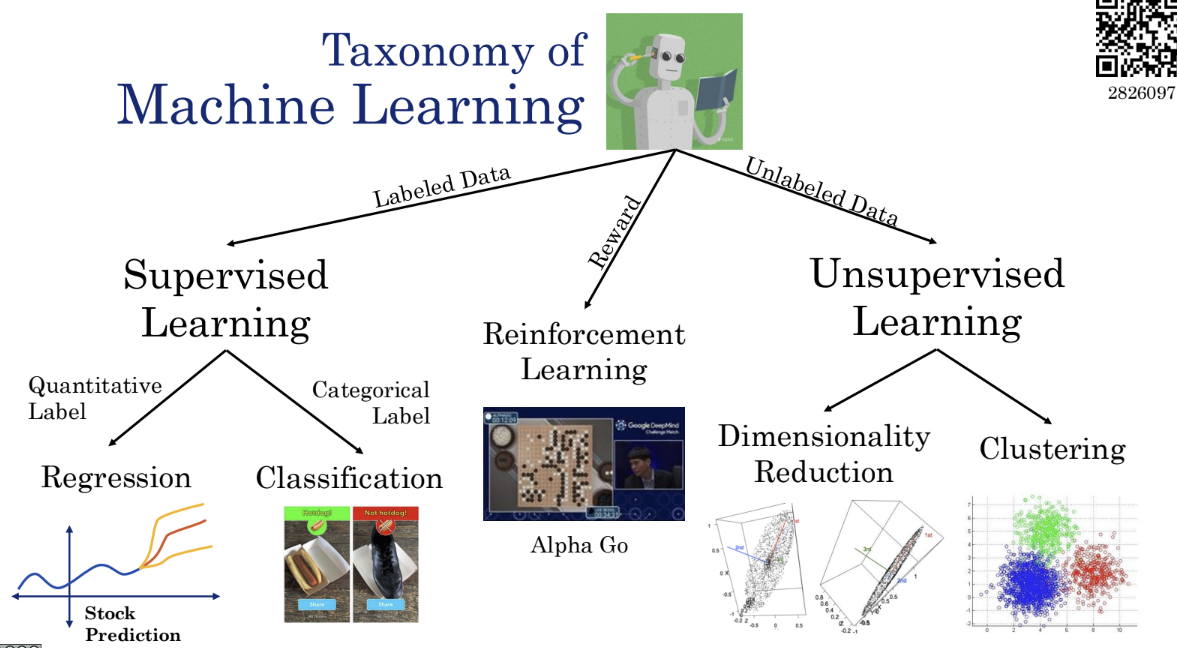 Taxonomy of
Machine Learning
2826097
Labeled Data
Reward
Unlabeled Data
Supervised
Learning
Reinforcement
Learning
Unsupervised
Learning
Quantitative
Label
Categorical
Label
Regression
Classification
Dimensionality
Reduction
Clustering
Stock
Prediction
Hotdog!
Share
Not hotdog!
Share
Google DeepMind
Challenge Match
Alpha Go
1st
2nd
1st
2nd
3rd